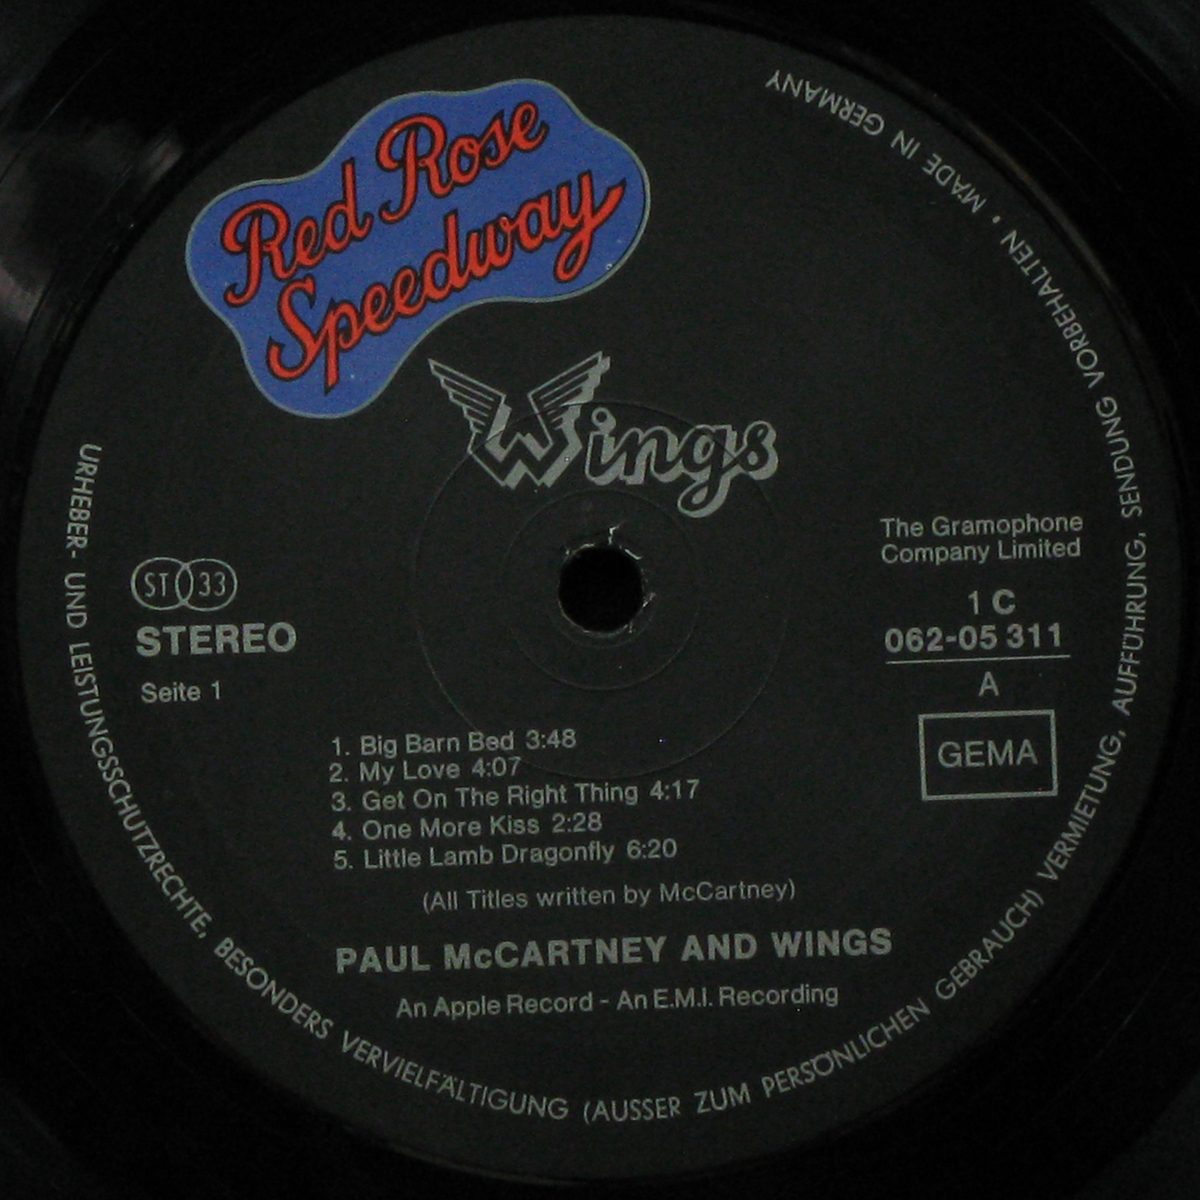 Red Rose
Speedway
Wings
The Gramophone
Company Limited
1 C
062-05 311
A
GEMA
ST 33
STEREO
Seite 1
1. Big Barn Bed 3:48
2. My Love 4:07
3. Get On The Right Thing 4:17
4. One More Kiss 2:28
5. Little Lamb Dragonfly 6:20
(All Titles written by McCartney)
PAUL McCARTNEY AND WINGS
An Apple Record - An E.M.I. Recording
URHEBER- UND LEISTUNGSSCHUTZRECHTE, BESONDERS VERVIELFÄLTIGUNG (AUSSER ZUM PERSÖNLICHEN GEBRAUCH) VERMIETUNG, AUFFÜHRUNG, SENDUNG VORBEHALTEN • MADE IN GERMANY